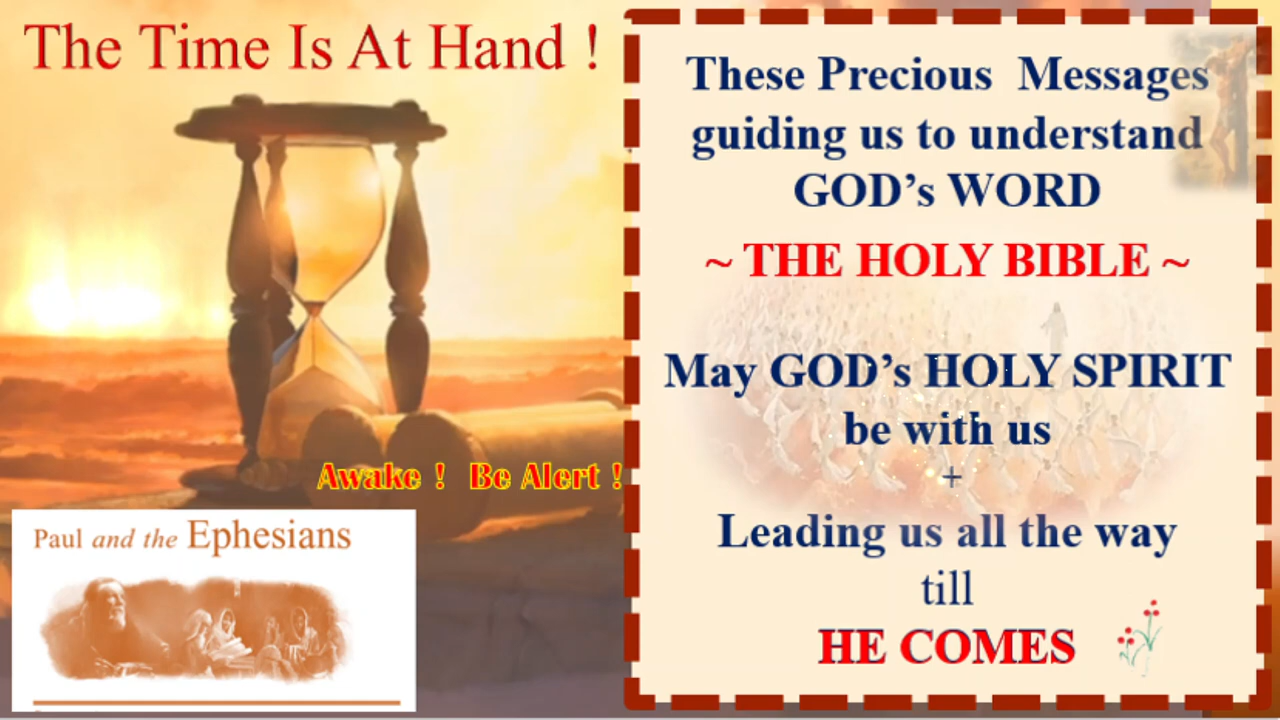 The Time Is At Hand !
Awake ! Be Alert !
Paul and the Ephesians
These Precious Messages
guiding us to understand
GOD’s WORD
~ THE HOLY BIBLE ~
May GOD’s HOLY SPIRIT
be with us
+
Leading us all the way
till
HE COMES